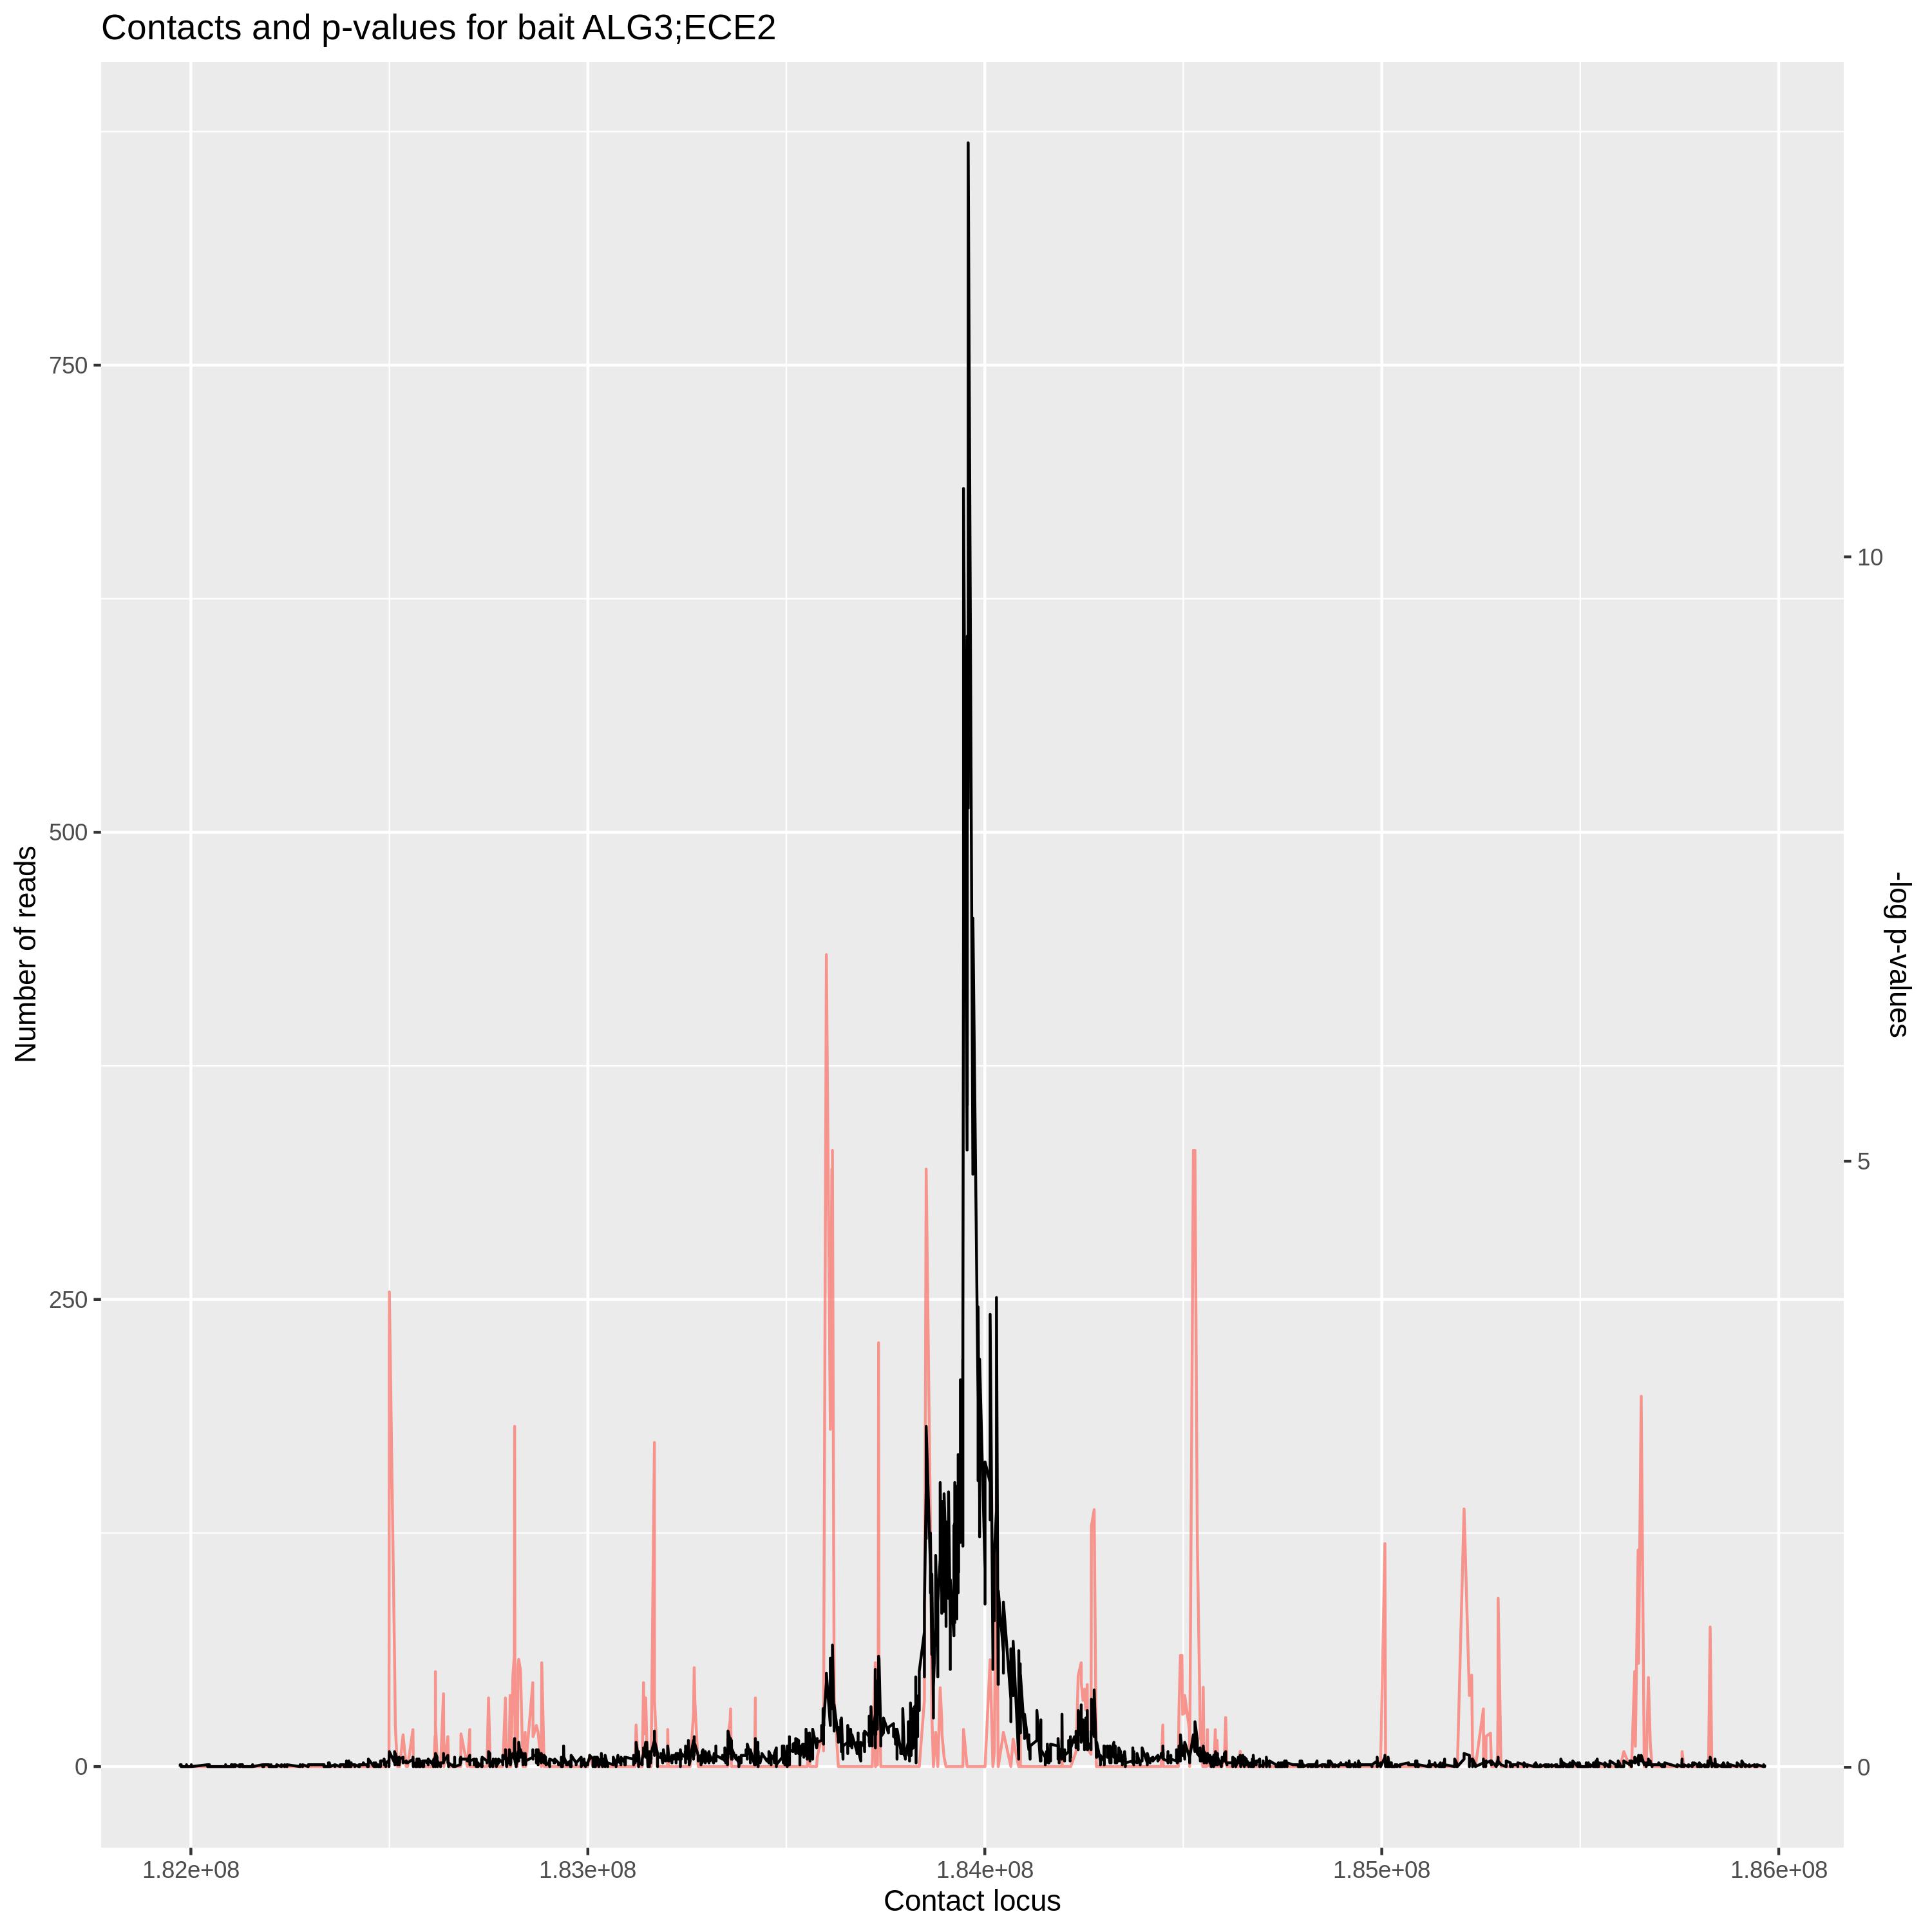 Contacts and p-values for bait ALG3;ECE2
Number of reads
750
500
250
0
10
5
0
-log p-values
1.82e+08 1.83e+08 1.84e+08 1.85e+08 1.86e+08
Contact locus